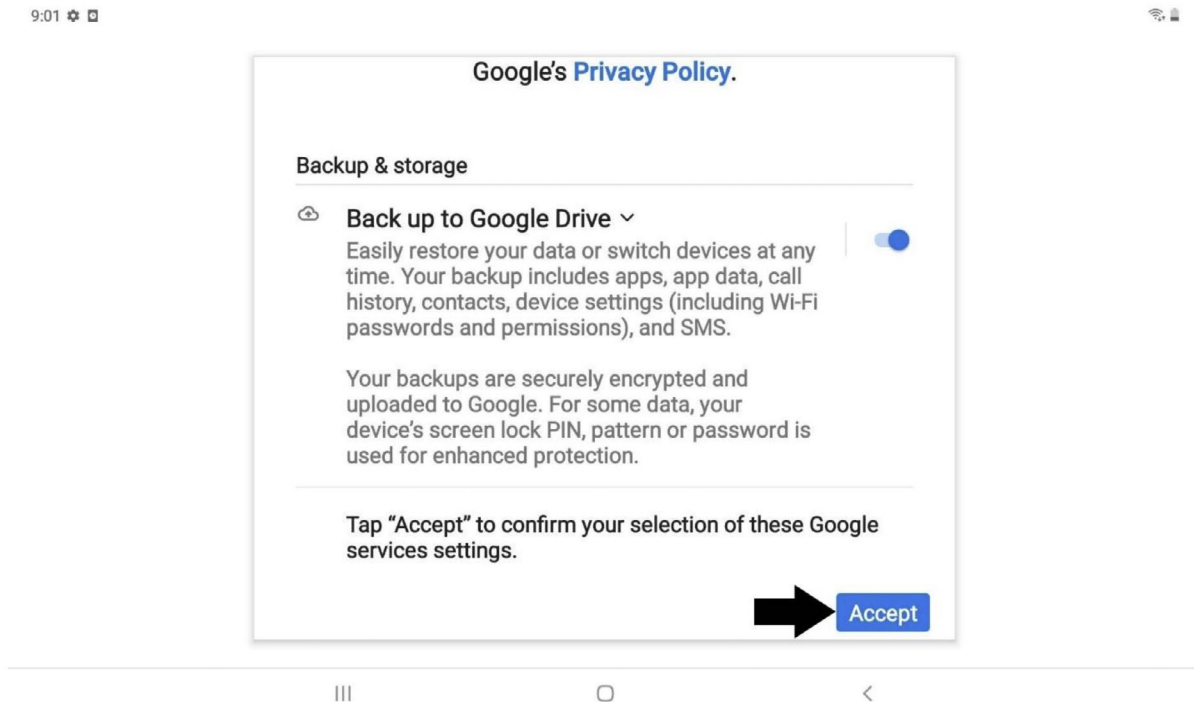 9:01
Google's Privacy Policy.
Backup & storage
Back up to Google Drive
Easily restore your data or switch devices at any
time. Your backup includes apps, app data, call
history, contacts, device settings (including Wi-Fi
passwords and permissions), and SMS.
Your backups are securely encrypted and
uploaded to Google. For some data, your
device's screen lock PIN, pattern or password is
used for enhanced protection.
Tap “Accept” to confirm your selection of these Google
services settings.
Accept